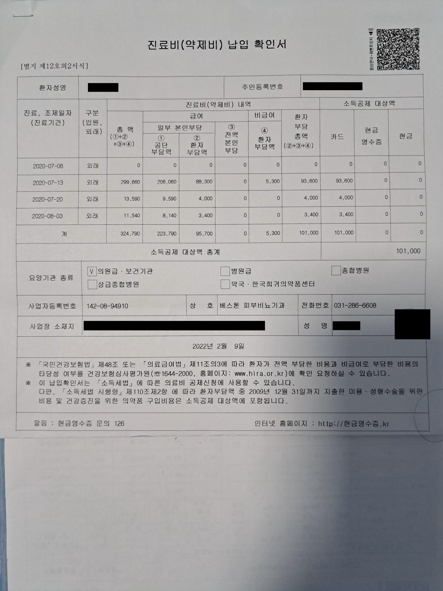 진료비(약제비) 납입 확인서
[별지 제12호의2서식]
환자성명 주민등록번호
진료, 조제일자 (진료기관) 구분 (입원, 외래) 진료비(약제비) 내역 소득공제 대상액
급여 비급여 환자 부담 총액 (②+③+④) 카드 현금 영수증 현금
총 액 (①+② +③+④) 일부 본인부담 ③ 전액 본인 부담 ④ 환자 부담액
① 공단 부담액 ② 환자 부담액
2020-07-06 외래 0 0 0 0 0 0 0 0
2020-07-13 외래 299,660 206,060 88,300 0 5,300 93,600 93,600 0 0
2020-07-20 외래 13,590 9,590 4,000 0 0 4,000 4,000 0 0
2020-08-03 외래 11,540 8,140 3,400 0 0 3,400 3,400 0 0
계 324,790 223,790 95,700 0 5,300 101,000 101,000 0 0
소득공제 대상액 총계 101,000
요양기관 종류 V 의원급ㆍ보건기관 병원급 종합병원
상급종합병원 약국ㆍ한국희귀의약품센터
사업자등록번호 142-08-94910 상 호 베스톤 피부비뇨기과 전화번호 031-286-6608
사업장 소재지 성 명
2022년 2월 9일
※ 「국민건강보험법」 제48조 또는 「의료급여법」 제11조의3에 따라 환자가 전액 부담한 비용과 비급여로 부담한 비용의
타당성 여부를 건강보험심사평가원(☎1644-2000, 홈페이지: www.hira.or.kr)에 확인 요청하실 수 있습니다.
※ 이 납입확인서는 「소득세법」에 따른 의료비 공제신청에 사용할 수 있습니다.
다만, 「소득세법 시행령」 제110조제2항 에 따라 환자부담액 중 2009년 12월 31일까지 지출한 미용ㆍ성형수술을 위한
비용 및 건강증진을 위한 의약품 구입비용은 소득공제 대상액에 포함됩니다.
알림 : 현금영수증 문의 126 인터넷 홈페이지 : http://현금영수증.kr